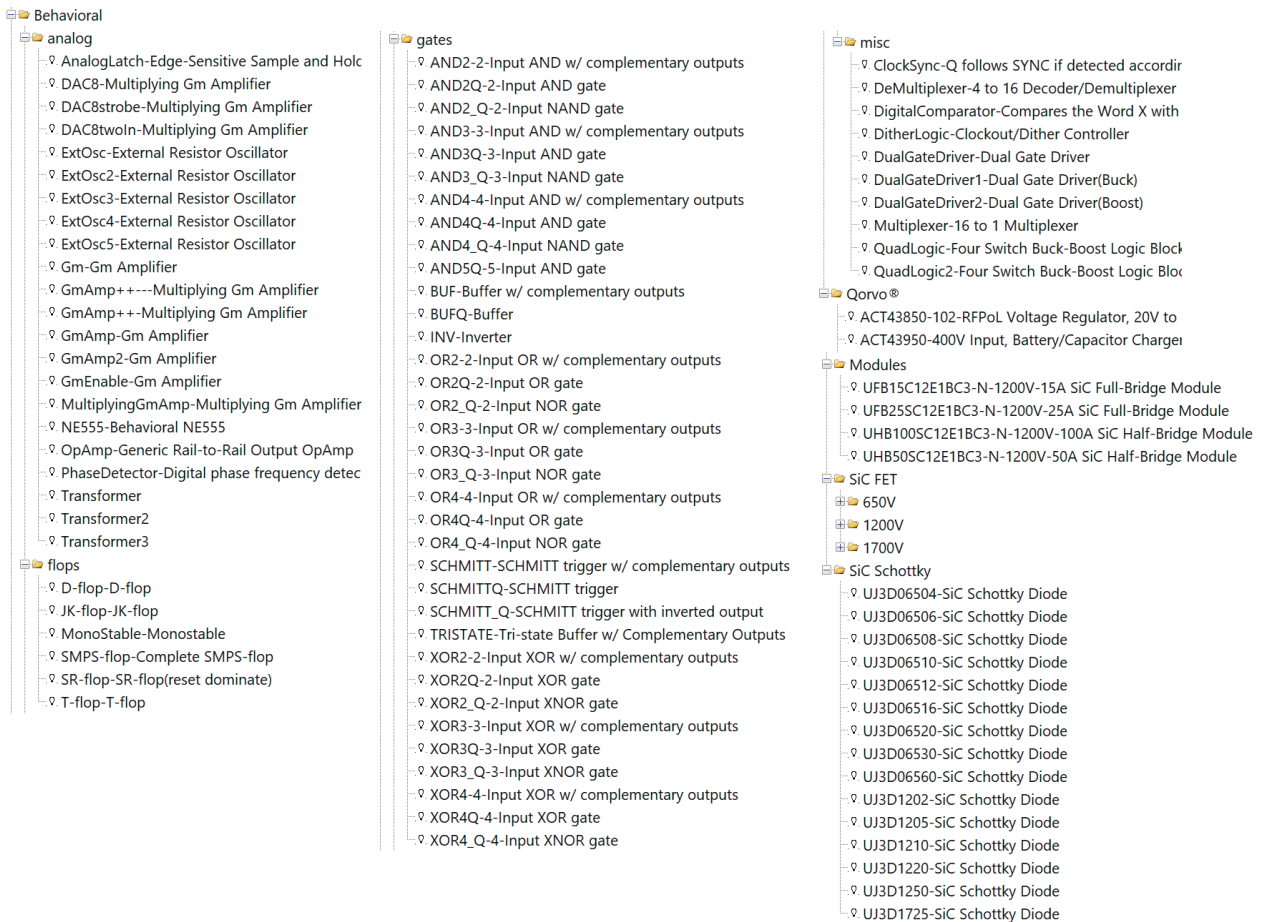 Behavioral
analog
AnalogLatch-Edge-Sensitive Sample and Holc
DAC8-Multiplying Gm Amplifier
DAC8strobe-Multiplying Gm Amplifier
DAC8twoIn-Multiplying Gm Amplifier
ExtOsc-External Resistor Oscillator
ExtOsc2-External Resistor Oscillator
ExtOsc3-External Resistor Oscillator
ExtOsc4-External Resistor Oscillator
ExtOsc5-External Resistor Oscillator
Gm-Gm Amplifier
GmAmp++---Multiplying Gm Amplifier
GmAmp++-Multiplying Gm Amplifier
GmAmp-Gm Amplifier
GmAmp2-Gm Amplifier
GmEnable-Gm Amplifier
MultiplyingGmAmp-Multiplying Gm Amplifier
NE555-Behavioral NE555
OpAmp-Generic Rail-to-Rail Output OpAmp
PhaseDetector-Digital phase frequency detec
Transformer
Transformer2
Transformer3
flops
D-flop-D-flop
JK-flop-JK-flop
MonoStable-Monostable
SMPS-flop-Complete SMPS-flop
SR-flop-SR-flop(reset dominate)
T-flop-T-flop
gates
AND2-2-Input AND w/ complementary outputs
AND2Q-2-Input AND gate
AND2_Q-2-Input NAND gate
AND3-3-Input AND w/ complementary outputs
AND3Q-3-Input AND gate
AND3_Q-3-Input NAND gate
AND4-4-Input AND w/ complementary outputs
AND4Q-4-Input AND gate
AND4_Q-4-Input NAND gate
AND5Q-5-Input AND gate
BUF-Buffer w/ complementary outputs
BUFQ-Buffer
INV-Inverter
OR2-2-Input OR w/ complementary outputs
OR2Q-2-Input OR gate
OR2_Q-2-Input NOR gate
OR3-3-Input OR w/ complementary outputs
OR3Q-3-Input OR gate
OR3_Q-3-Input NOR gate
OR4-4-Input OR w/ complementary outputs
OR4Q-4-Input OR gate
OR4_Q-4-Input NOR gate
SCHMITT-SCHMITT trigger w/ complementary outputs
SCHMITTQ-SCHMITT trigger
SCHMITT_Q-SCHMITT trigger with inverted output
TRISTATE-Tri-state Buffer w/ Complementary Outputs
XOR2-2-Input XOR w/ complementary outputs
XOR2Q-2-Input XOR gate
XOR2_Q-2-Input XNOR gate
XOR3-3-Input XOR w/ complementary outputs
XOR3Q-3-Input XOR gate
XOR3_Q-3-Input XNOR gate
XOR4-4-Input XOR w/ complementary outputs
XOR4Q-4-Input XOR gate
XOR4_Q-4-Input XNOR gate
misc
ClockSync-Q follows SYNC if detected accordir
DeMultiplexer-4 to 16 Decoder/Demultiplexer
DigitalComparator-Compares the Word X with
DitherLogic-Clockout/Dither Controller
DualGateDriver-Dual Gate Driver
DualGateDriver1-Dual Gate Driver(Buck)
DualGateDriver2-Dual Gate Driver(Boost)
Multiplexer-16 to 1 Multiplexer
QuadLogic-Four Switch Buck-Boost Logic Block
QuadLogic2-Four Switch Buck-Boost Logic Bloc
Qorvo®
ACT43850-102-RFPoL Voltage Regulator, 20V to
ACT43950-400V Input, Battery/Capacitor Charger
Modules
UFB15C12E1BC3-N-1200V-15A SiC Full-Bridge Module
UFB25SC12E1BC3-N-1200V-25A SiC Full-Bridge Module
UHB100SC12E1BC3-N-1200V-100A SiC Half-Bridge Module
UHB50SC12E1BC3-N-1200V-50A SiC Half-Bridge Module
SiC FET
650V
1200V
1700V
SiC Schottky
UJ3D06504-SiC Schottky Diode
UJ3D06506-SiC Schottky Diode
UJ3D06508-SiC Schottky Diode
UJ3D06510-SiC Schottky Diode
UJ3D06512-SiC Schottky Diode
UJ3D06516-SiC Schottky Diode
UJ3D06520-SiC Schottky Diode
UJ3D06530-SiC Schottky Diode
UJ3D06560-SiC Schottky Diode
UJ3D1202-SiC Schottky Diode
UJ3D1205-SiC Schottky Diode
UJ3D1210-SiC Schottky Diode
UJ3D1220-SiC Schottky Diode
UJ3D1250-SiC Schottky Diode
UJ3D1725-SiC Schottky Diode